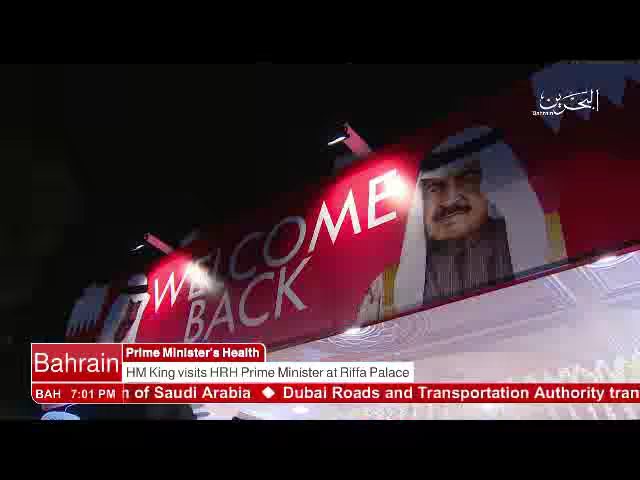 البحرين
Bahrain
WELCOME
BACK
Prime Minister's Health
Bahrain
HM King visits HRH Prime Minister at Riffa Palace
BAH 7:01 PM n of Saudi Arabia ◆ Dubai Roads and Transportation Authority tran